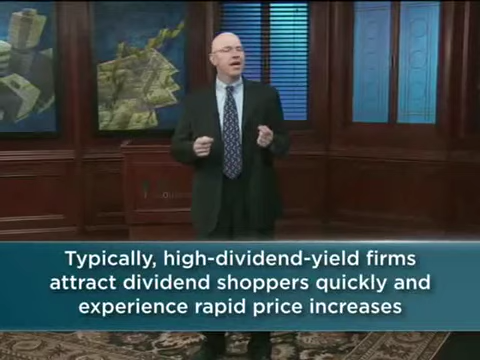 Typically, high-dividend-yield firms
attract dividend shoppers quickly and
experience rapid price increases